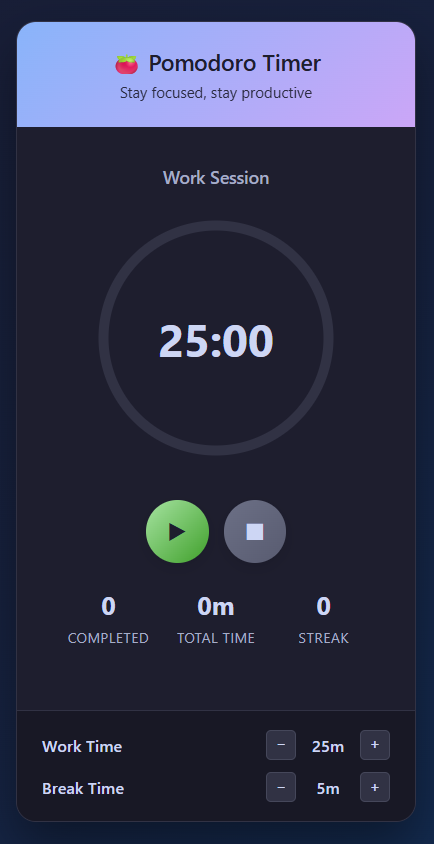 Pomodoro Timer
Stay focused, stay productive
Work Session
25:00
0 0m 0
COMPLETED TOTAL TIME STREAK
Work Time − 25m +
Break Time − 5m +